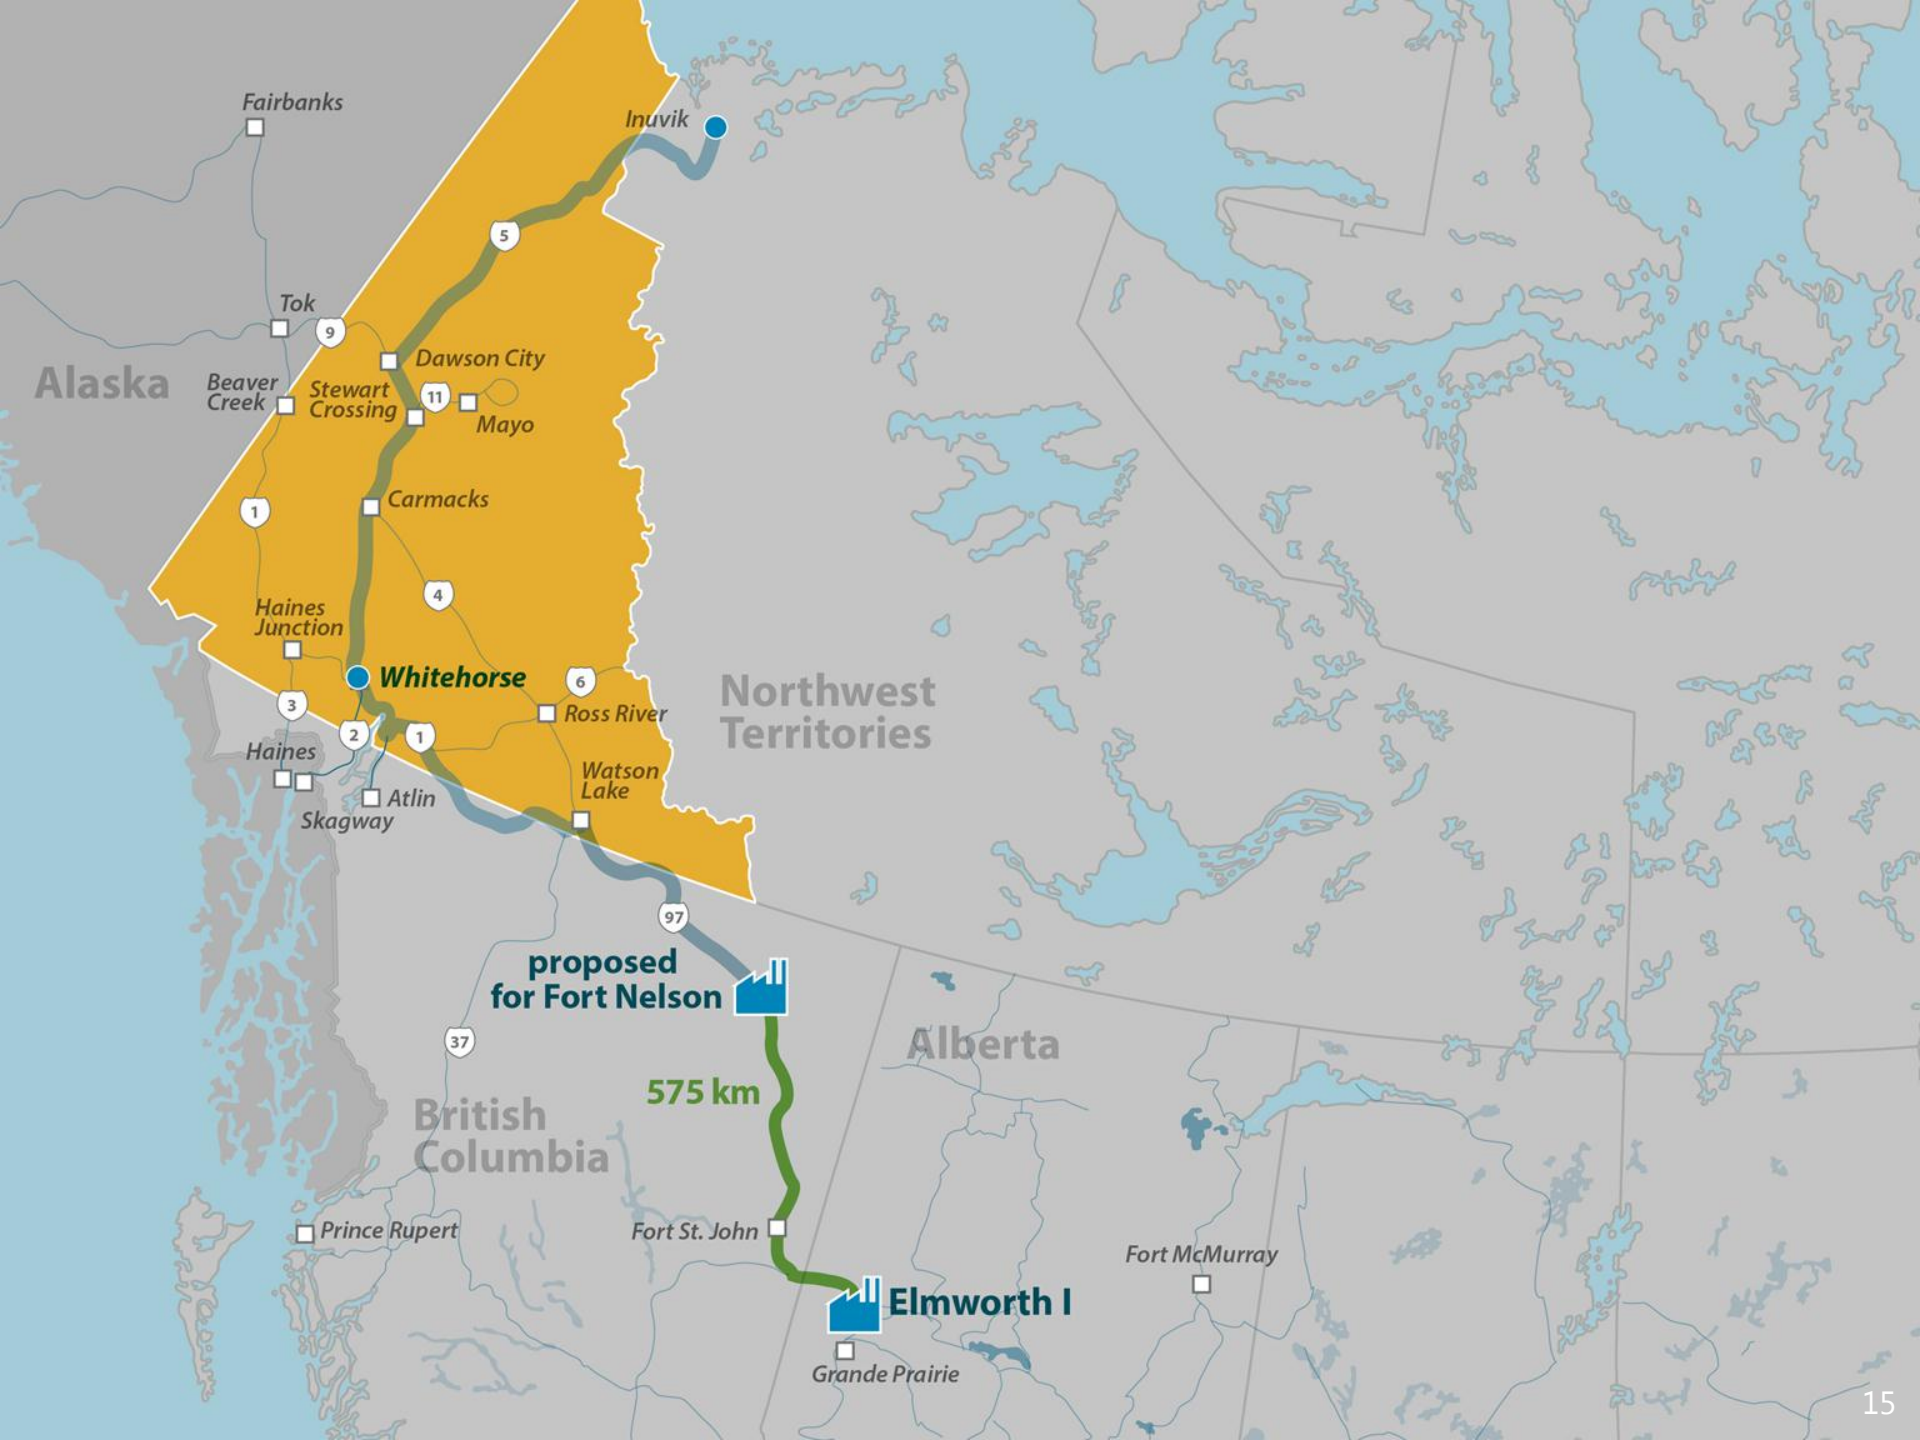 Fairbanks
Inuvik
5
Tok
9
Dawson City
Alaska
Beaver
Creek
Stewart
Crossing
11
Mayo
Carmacks
1
4
Haines
Junction
Whitehorse
6
3
Ross River
Northwest
Territories
2
1
Haines
Watson
Lake
Atlin
Skagway
97
proposed
for Fort Nelson
37
Alberta
575 km
British
Columbia
Prince Rupert
Fort St. John
Fort McMurray
Elmworth I
Grande Prairie
15